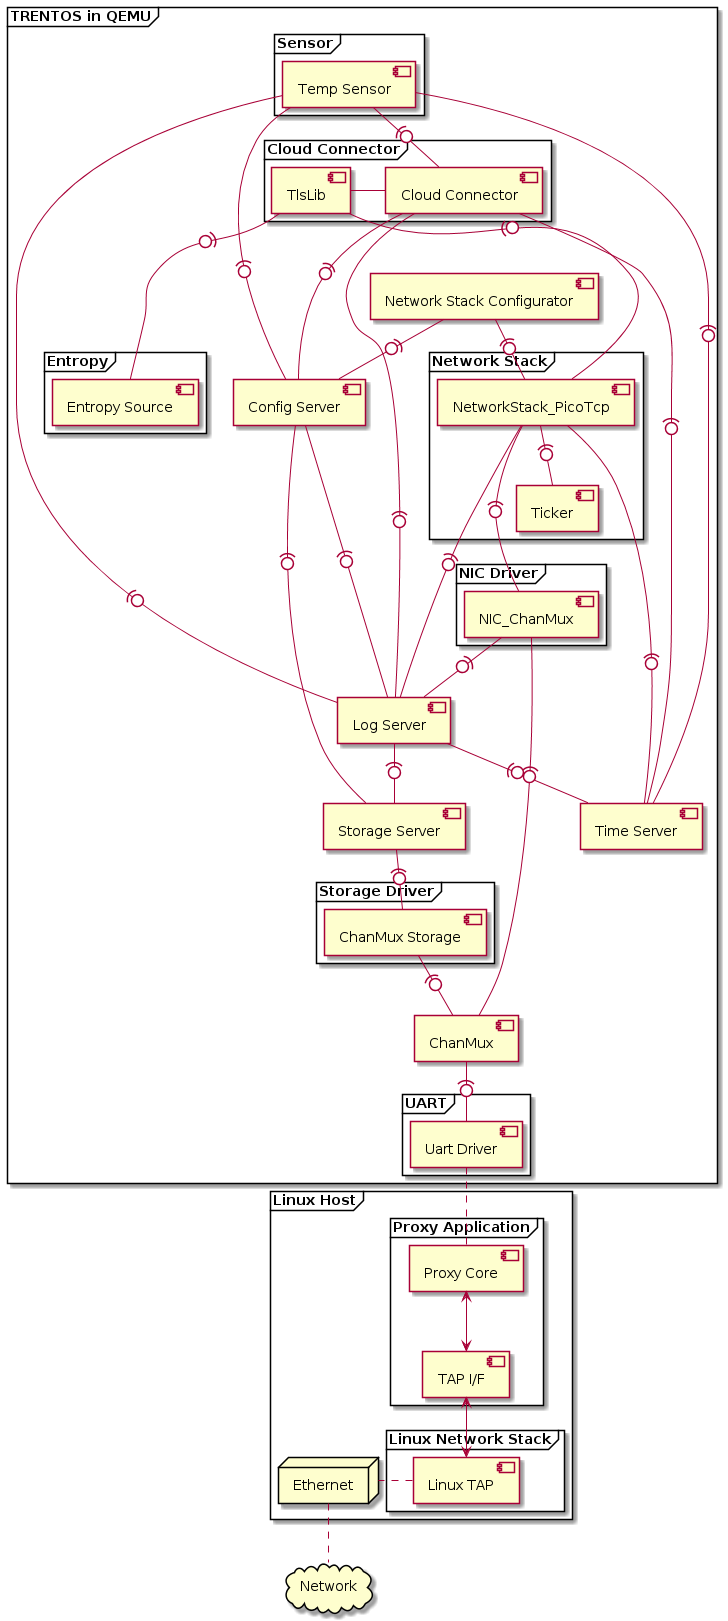 TRENTOS in QEMU
Sensor
Temp Sensor
Cloud Connector
TlsLib
Cloud Connector
Network Stack Configurator
Entropy
Entropy Source
Config Server
Network Stack
NetworkStack_PicoTcp
Ticker
NIC Driver
NIC_ChanMux
Log Server
Storage Server
Time Server
Storage Driver
ChanMux Storage
ChanMux
UART
Uart Driver
Linux Host
Proxy Application
Proxy Core
TAP I/F
Linux Network Stack
Ethernet
Linux TAP
Network